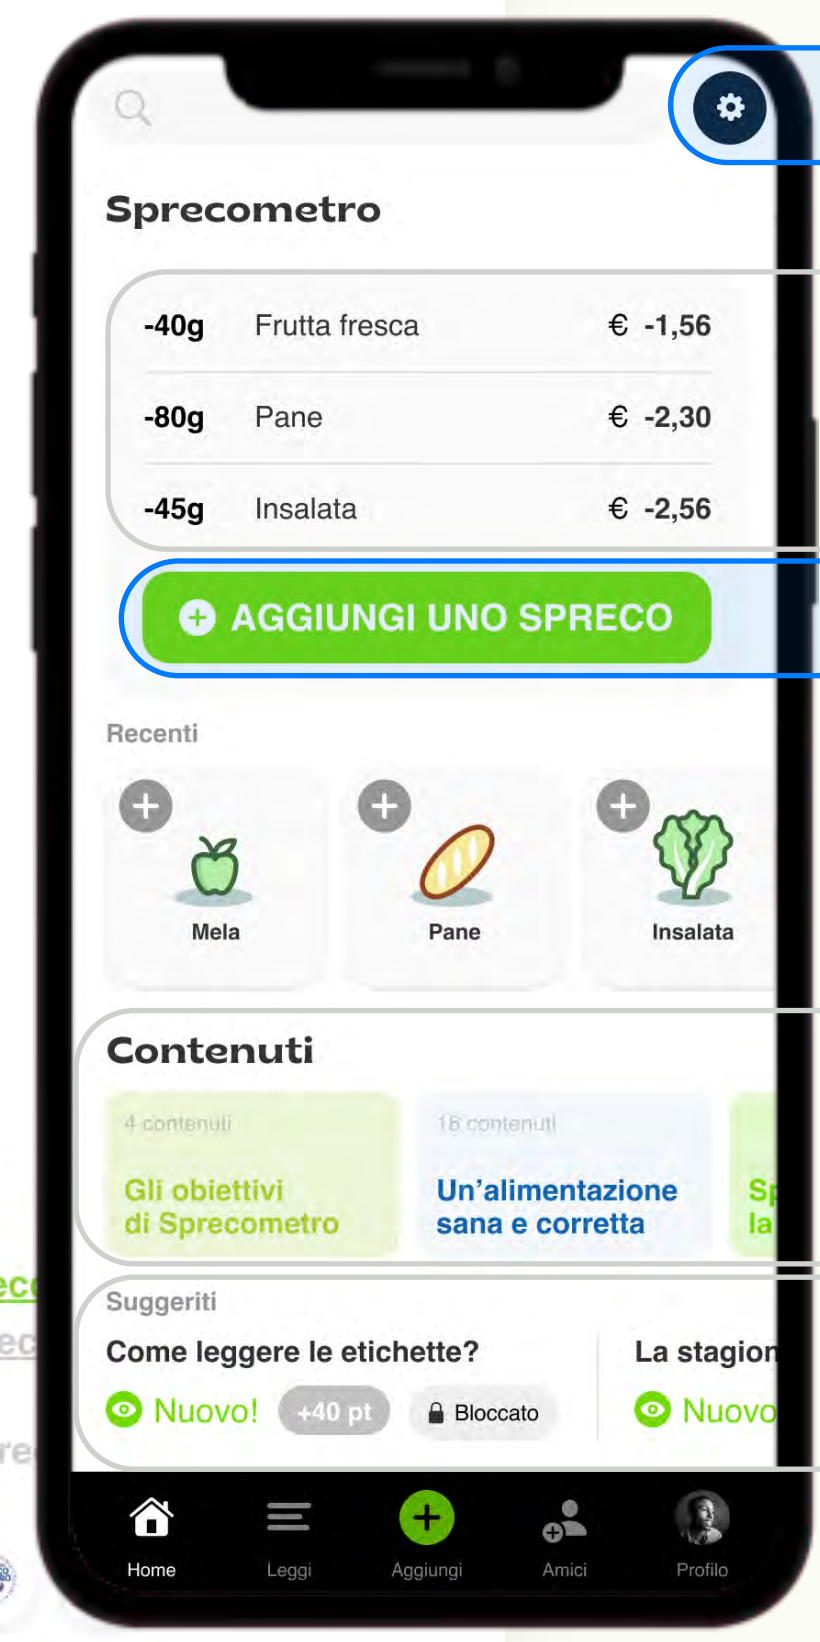 Sprecometro
-40g Frutta fresca € -1,56
-80g Pane € -2,30
-45g Insalata € -2,56
AGGIUNGI UNO SPRECO
Recenti
Mela Pane Insalata
Contenuti
4 contenuti 16 contenuti
Gli obiettivi Un'alimentazione
di Sprecometro sana e corretta la
Suggeriti
Come leggere le etichette? La stagion
Nuovo! +40 pt Bloccato Nuovo
Home Leggi Aggiungi Amici Profilo